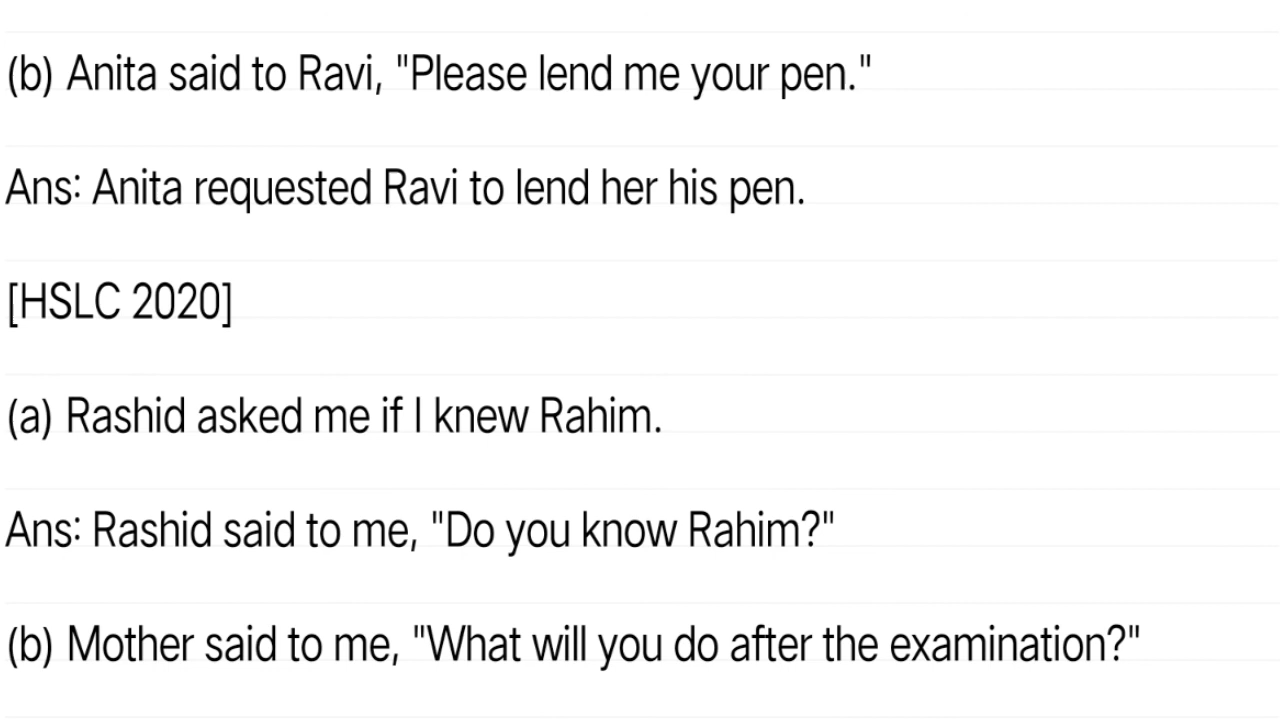 (b) Anita said to Ravi, "Please lend me your pen."
Ans: Anita requested Ravi to lend her his pen.
[HSLC 2020]
(a) Rashid asked me if I knew Rahim.
Ans: Rashid said to me, "Do you know Rahim?"
(b) Mother said to me, "What will you do after the examination?"